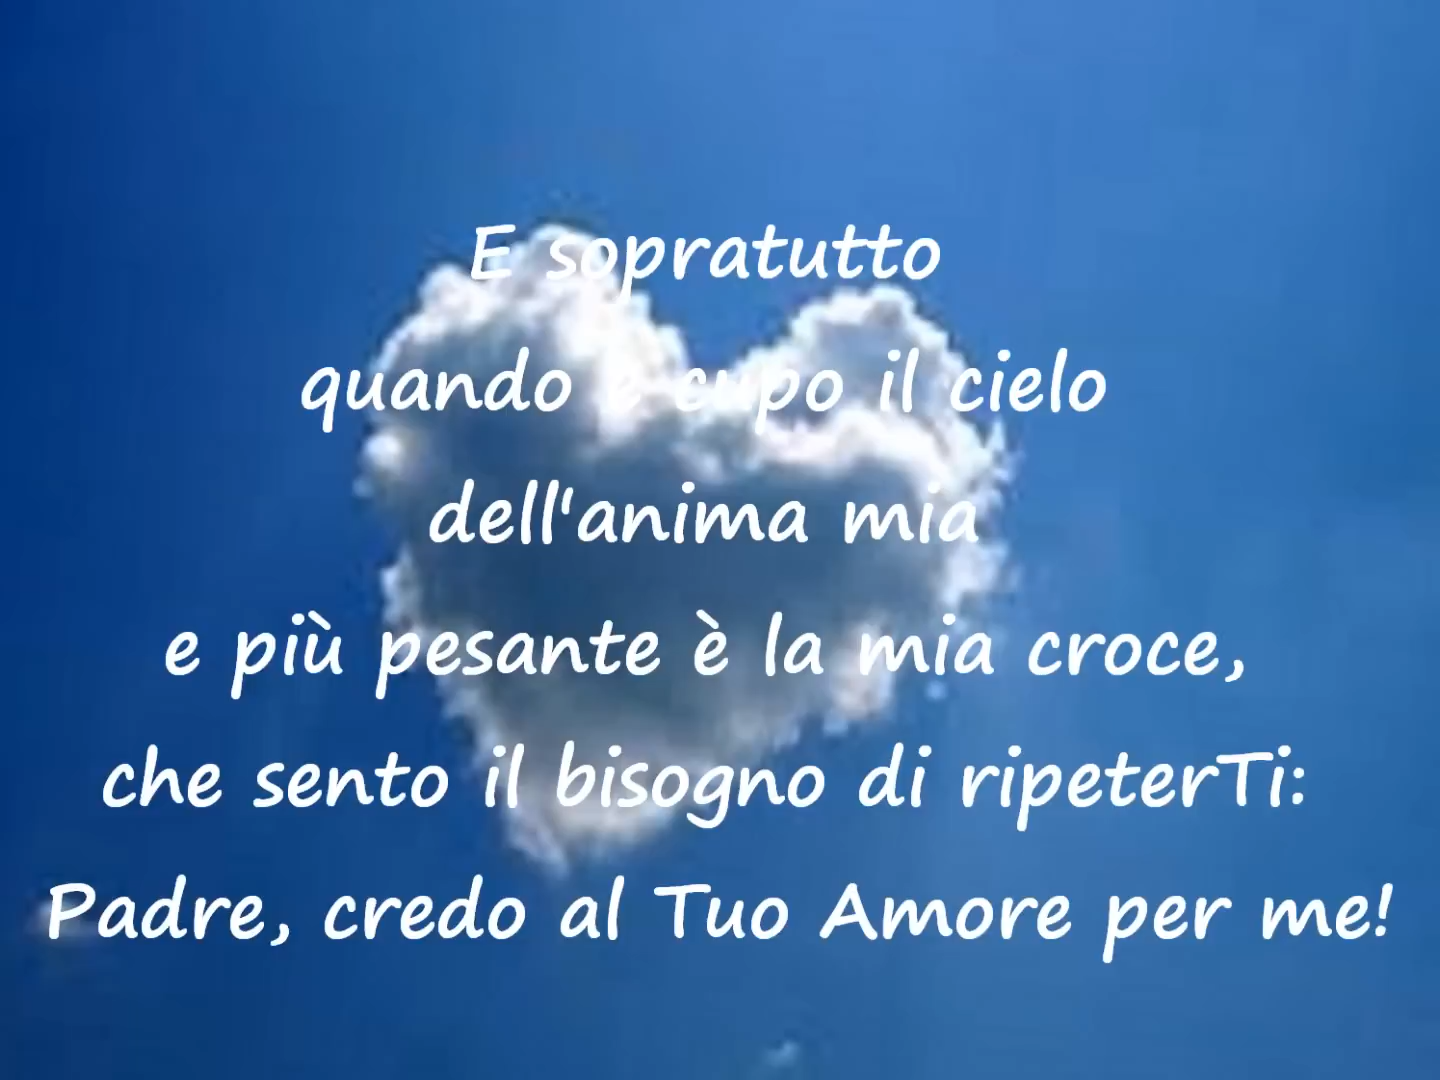 E sopratutto
quando è cupo il cielo
dell'anima mia
e più pesante è la mia croce,
che sento il bisogno di ripeterTi:
Padre, credo al Tuo Amore per me!